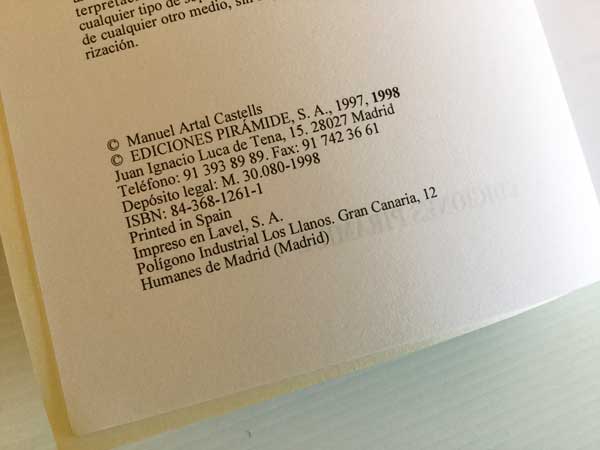 terpretació
cualquier tipo de
de cualquier otro medio, sin
rización.
© Manuel Artal Castells
© EDICIONES PIRÁMIDE, S. A., 1997, 1998
Juan Ignacio Luca de Tena, 15. 28027 Madrid
Teléfono: 91 393 89 89. Fax: 91 742 36 61
Depósito legal: M. 30.080-1998
ISBN: 84-368-1261-1
Printed in Spain
Impreso en Lavel, S. A.
Polígono Industrial Los Llanos. Gran Canaria, 12
Humanes de Madrid (Madrid)